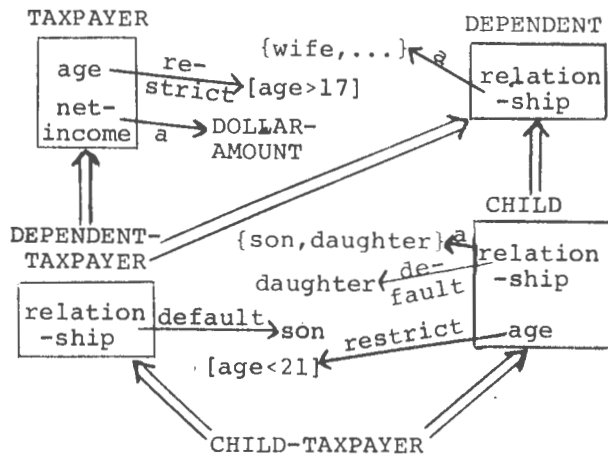 TAXPAYER
DEPENDENT
age
re-
strict
[age>17]
{wife,...}
a
relation
-ship
net-
income
a
DOLLAR-
AMOUNT
DEPENDENT-
TAXPAYER
CHILD
{son,daughter}
a
relation
-ship
daughter
de-
fault
relation
-ship
default
son
restrict
age
[age<21]
CHILD-TAXPAYER